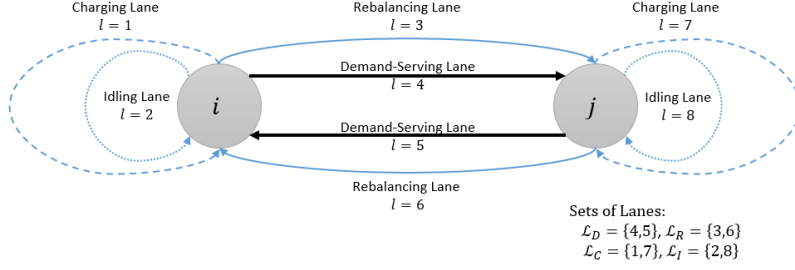 Charging Lane
l = 1
Rebalancing Lane
l = 3
Charging Lane
l = 7
Demand-Serving Lane
l = 4
Idling Lane
l = 2
i
j
Idling Lane
l = 8
Demand-Serving Lane
l = 5
Rebalancing Lane
l = 6
Sets of Lanes:
ℒ_D = {4,5}, ℒ_R = {3,6}
ℒ_C = {1,7}, ℒ_I = {2,8}